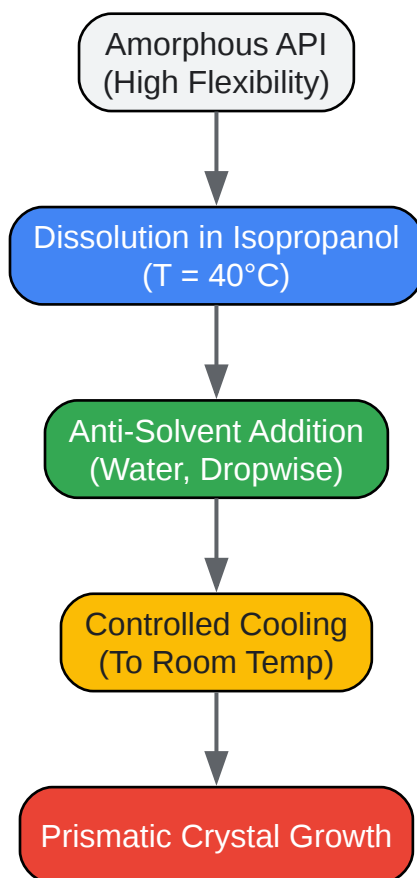 Amorphous API
(High Flexibility)
Dissolution in Isopropanol
(T = 40°C)
Anti-Solvent Addition
(Water, Dropwise)
Controlled Cooling
(To Room Temp)
Prismatic Crystal Growth